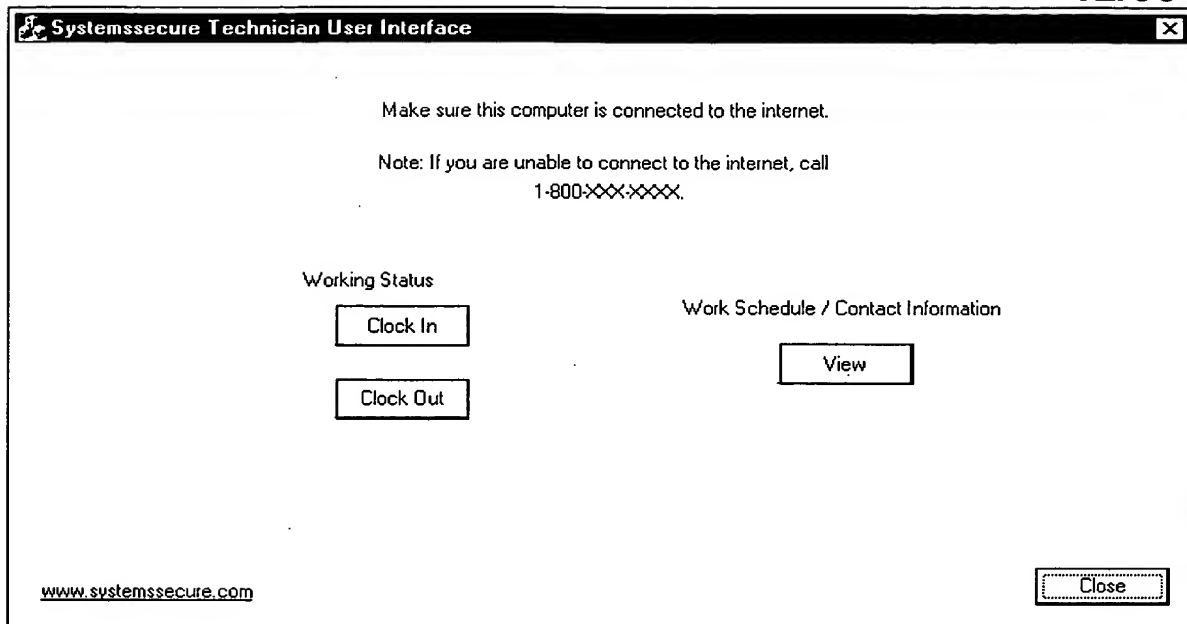 Systemssecure Technician User Interface
Make sure this computer is connected to the internet.
Note: If you are unable to connect to the internet, call
1-800-XXX-XXXX.
Working Status
Clock In
Clock Out
Work Schedule / Contact Information
View
www.systemssecure.com
Close